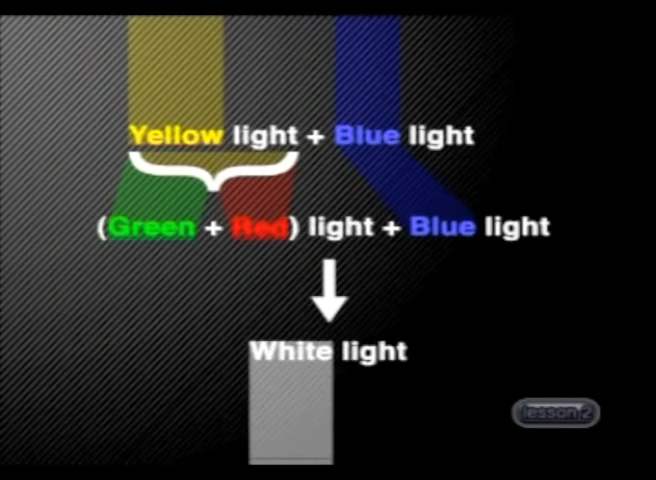 Yellow light + Blue light
(Green + Red) light + Blue light
White light
lesson 2